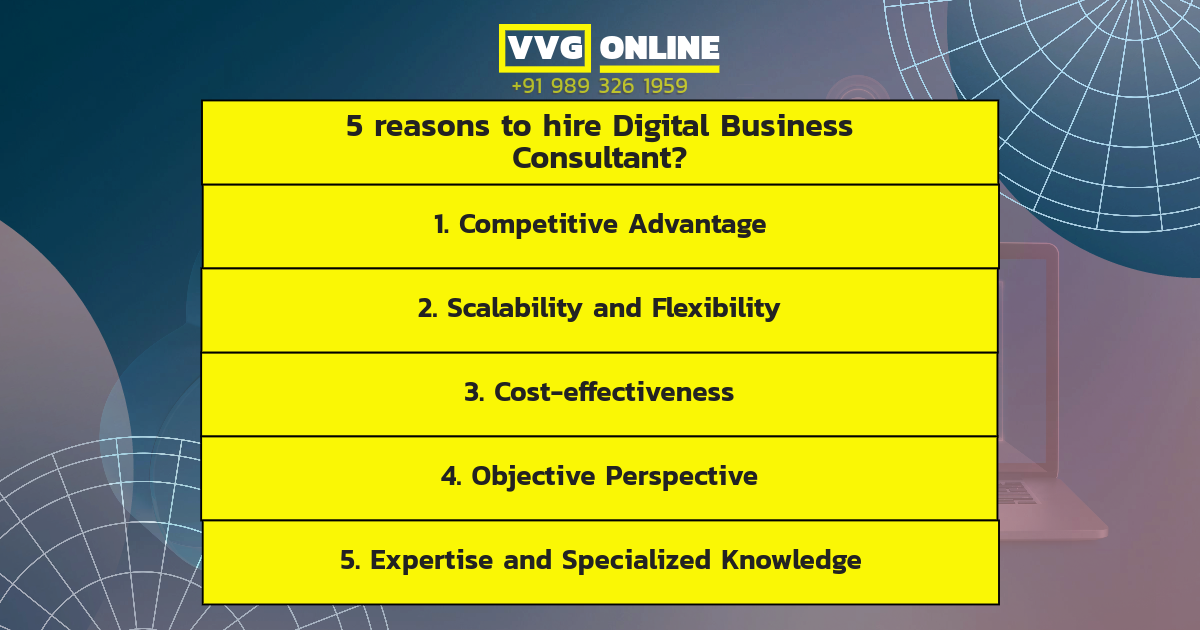 VVG ONLINE
+91 989 326 1959
5 reasons to hire Digital Business
Consultant?
1. Competitive Advantage
2. Scalability and Flexibility
3. Cost-effectiveness
4. Objective Perspective
5. Expertise and Specialized Knowledge